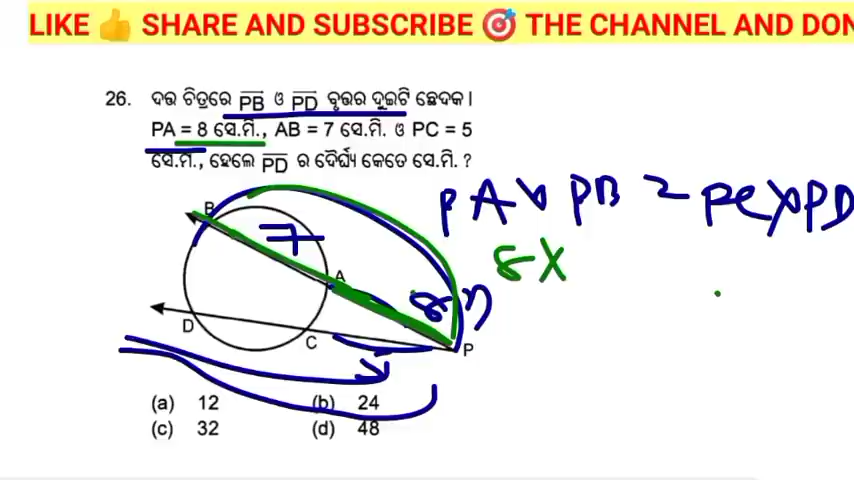 LIKE 👍 SHARE AND SUBSCRIBE 🎯 THE CHANNEL AND DON
26. ଦତ୍ତ ଚିତ୍ରରେ PB ଓ PD ବୃତ୍ତର ଦୁଇଟି ଛେଦକ ।
PA = 8 ସେ.ମି., AB = 7 ସେ.ମି. ଓ PC = 5
ସେ.ମି., ହେଲେ PD ର ଦୈର୍ଘ୍ୟ କେତେ ସେ.ମି. ?
PA × PB = PC × PD
8 ×
B
7
A
8
D
C
P
(a) 12 (b) 24
(c) 32 (d) 48